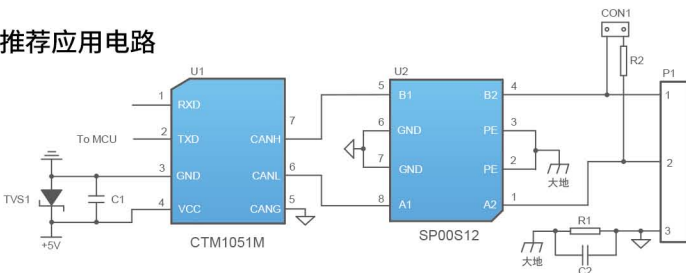 推荐应用电路
CON1
R2
P1
U1
U2
1
RXD
To MCU
2
TXD
CANH
7
3
GND
CANL
6
4
VCC
CANG
5
CTM1051M
TVS1
C1
+5V
5
B1
B2
4
6
GND
PE
3
7
GND
PE
2
8
A1
A2
1
SP00S12
大地
1
2
3
R1
C2
大地